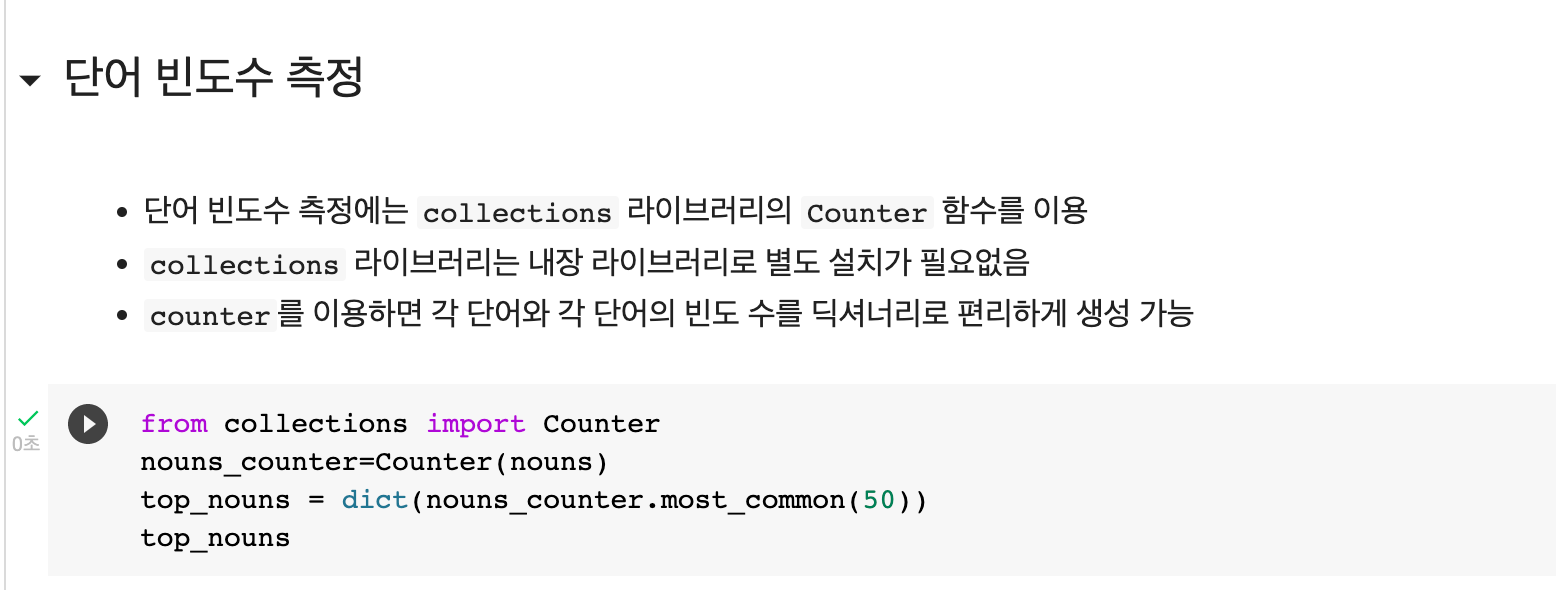 단어 빈도수 측정
단어 빈도수 측정에는 collections 라이브러리의 Counter 함수를 이용
collections 라이브러리는 내장 라이브러리로 별도 설치가 필요없음
counter를 이용하면 각 단어와 각 단어의 빈도 수를 딕셔너리로 편리하게 생성 가능
0초
from collections import Counter
nouns_counter=Counter(nouns)
top_nouns = dict(nouns_counter.most_common(50))
top_nouns